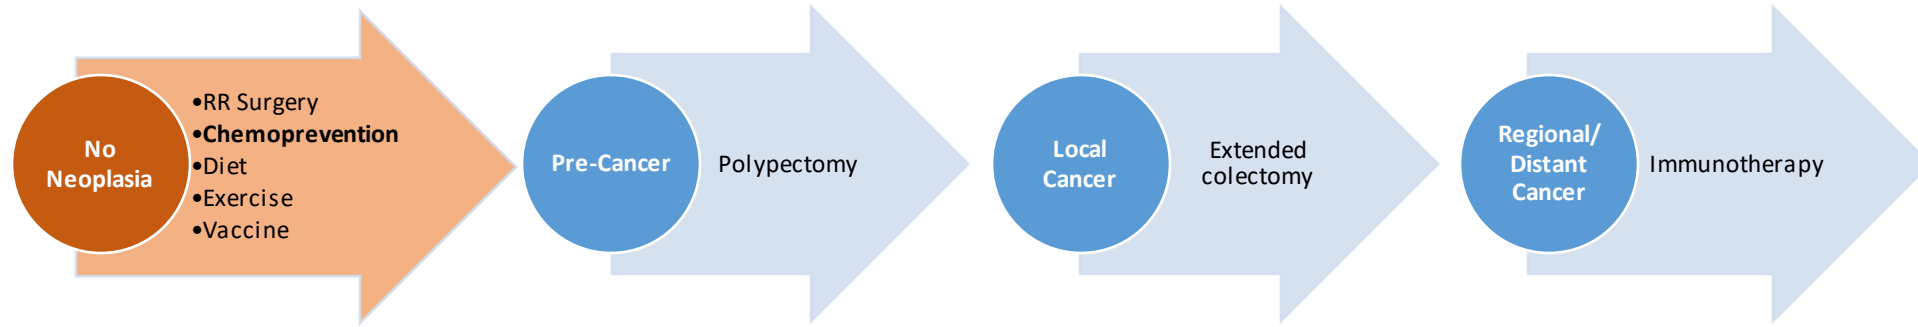 No
Neoplasia
•RR Surgery
•Chemoprevention
•Diet
•Exercise
•Vaccine
Pre-Cancer
Polypectomy
Local
Cancer
Extended
colectomy
Regional/
Distant
Cancer
Immunotherapy